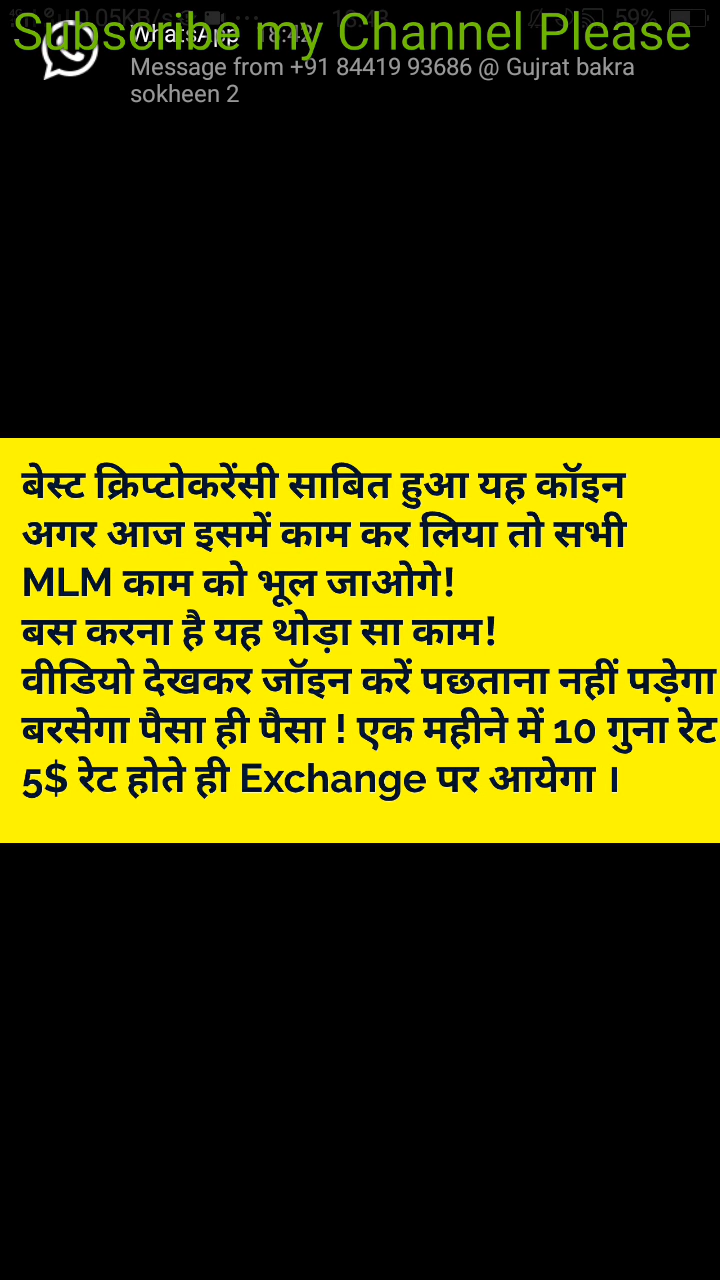 Subscribe my Channel Please
WhatsApp 18:42
Message from +91 84419 93686 @ Gujrat bakra
sokheen 2
बेस्ट क्रिप्टोकरेंसी साबित हुआ यह कॉइन
अगर आज इसमें काम कर लिया तो सभी
MLM काम को भूल जाओगे!
बस करना है यह थोड़ा सा काम!
वीडियो देखकर जॉइन करें पछताना नहीं पड़ेगा
बरसेगा पैसा ही पैसा ! एक महीने में 10 गुना रेट
5$ रेट होते ही Exchange पर आयेगा ।